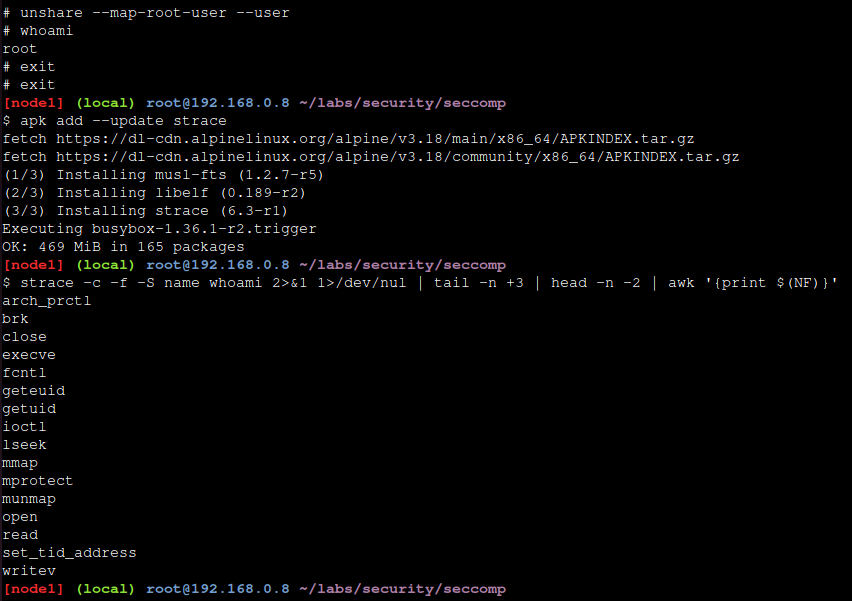 # unshare --map-root-user --user
# whoami
root
# exit
# exit
[node1] (local) root@192.168.0.8 ~/labs/security/seccomp
$ apk add --update strace
fetch https://dl-cdn.alpinelinux.org/alpine/v3.18/main/x86_64/APKINDEX.tar.gz
fetch https://dl-cdn.alpinelinux.org/alpine/v3.18/community/x86_64/APKINDEX.tar.gz
(1/3) Installing musl-fts (1.2.7-r5)
(2/3) Installing libelf (0.189-r2)
(3/3) Installing strace (6.3-r1)
Executing busybox-1.36.1-r2.trigger
OK: 469 MiB in 165 packages
[node1] (local) root@192.168.0.8 ~/labs/security/seccomp
$ strace -c -f -S name whoami 2>&1 1>/dev/nul | tail -n +3 | head -n -2 | awk '{print $(NF)}'
arch_prctl
brk
close
execve
fcntl
geteuid
getuid
ioctl
lseek
mmap
mprotect
munmap
open
read
set_tid_address
writev
[node1] (local) root@192.168.0.8 ~/labs/security/seccomp